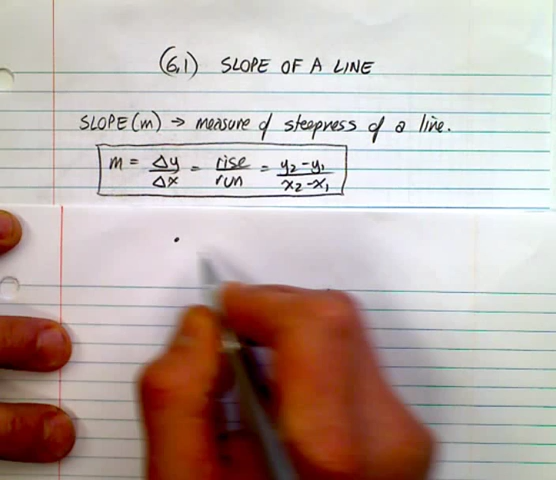 (6.1) SLOPE OF A LINE
SLOPE (m) → measure of steepness of a line.
m = Δy/Δx = rise/run = y₂-y₁/x₂-x₁